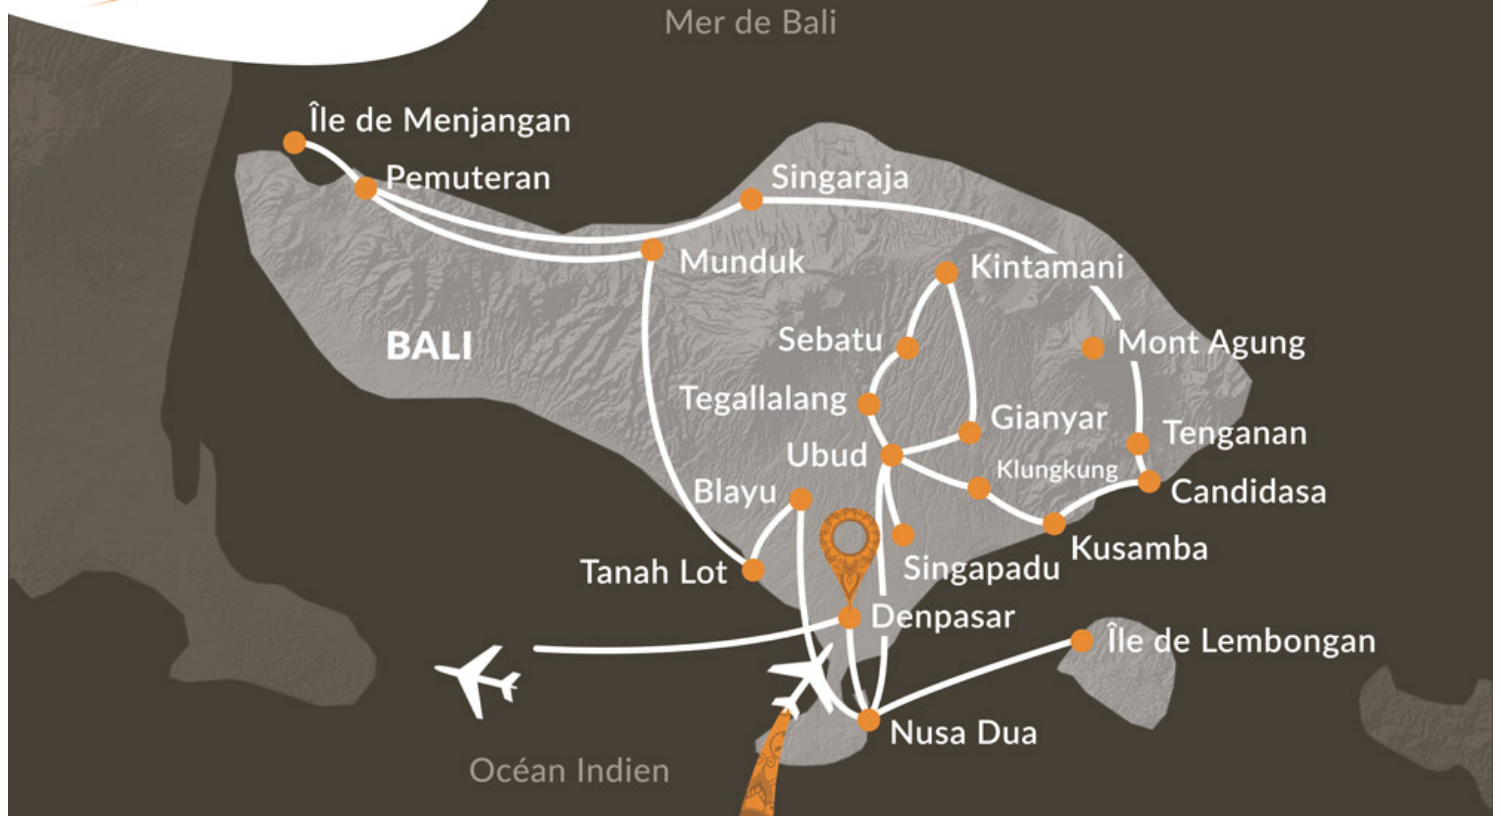 Mer de Bali
Île de Menjangan
Pemuteran
Singaraja
Munduk
Kintamani
BALI
Sebatu
Mont Agung
Tegallalang
Gianyar
Tenganan
Ubud
Klungkung
Blayu
Candidasa
Kusamba
Tanah Lot
Singapadu
Denpasar
Île de Lembongan
Nusa Dua
Océan Indien